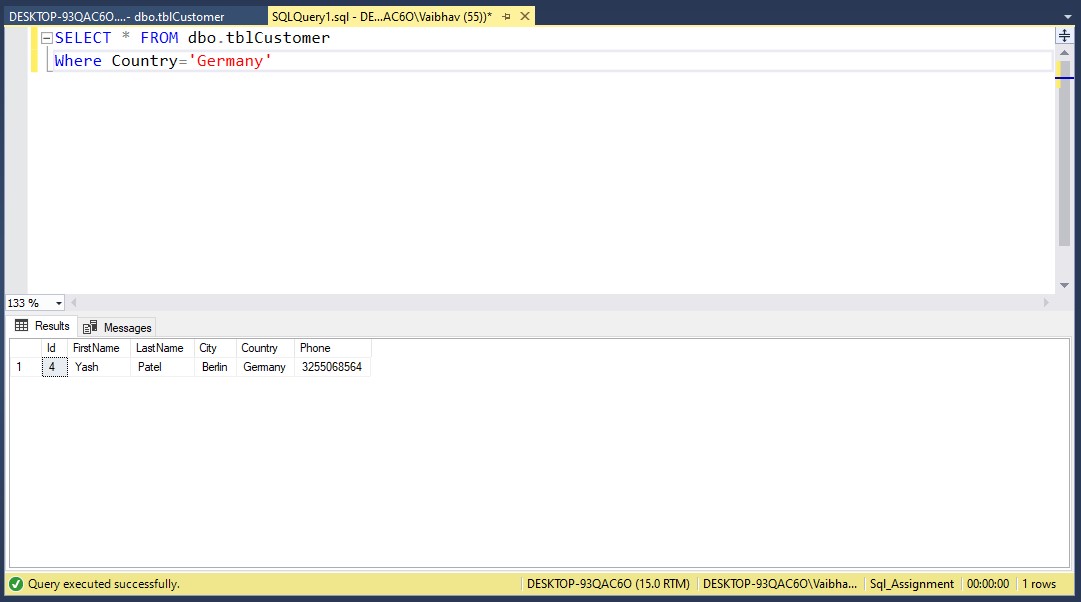 DESKTOP-93QAC6O....- dbo.tblCustomer SQLQuery1.sql - DE...AC6O\Vaibhav (55))*
SELECT * FROM dbo.tblCustomer
Where Country='Germany'
133 %
Results Messages
Id FirstName LastName City Country Phone
1 4 Yash Patel Berlin Germany 3255068564
Query executed successfully. DESKTOP-93QAC6O (15.0 RTM) DESKTOP-93QAC6O\Vaibha... Sql_Assignment 00:00:00 1 rows